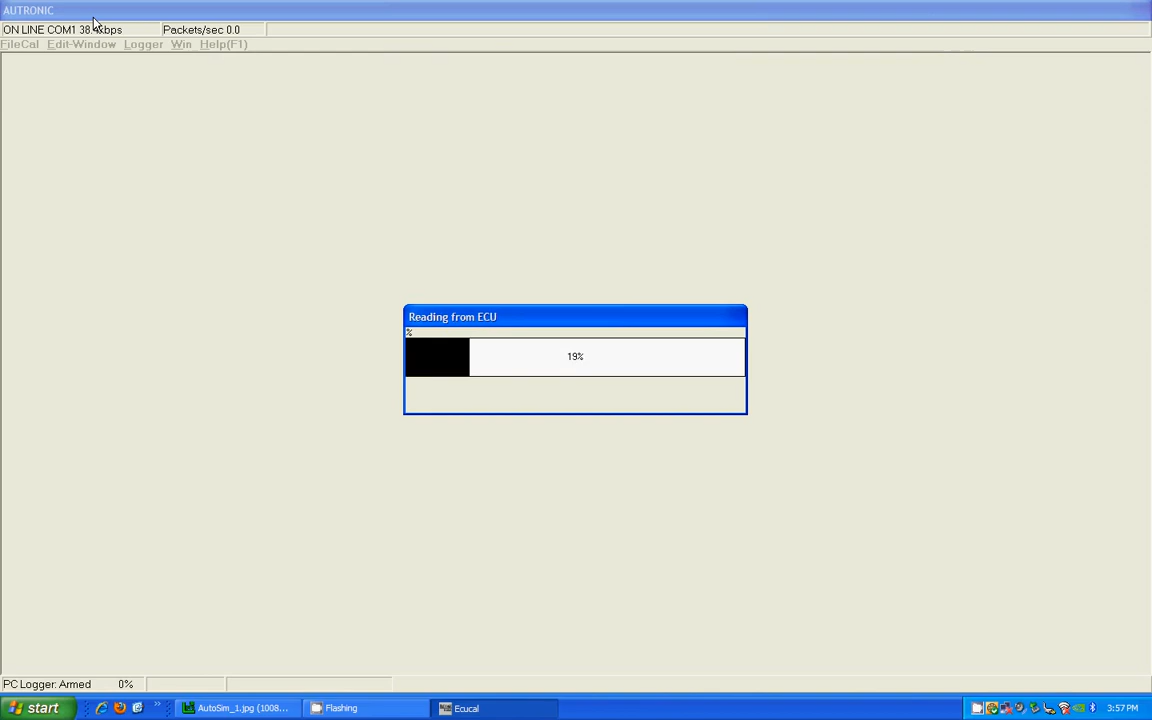 AUTRONIC
ON LINE COM1 38.4kbps Packets/sec 0.0
FileCal Edit-Window Logger Win Help(F1)
Reading from ECU
%
19%
PC Logger: Armed 0%
start AutoSim_1.jpg (1008... Flashing Ecucal 3:57 PM